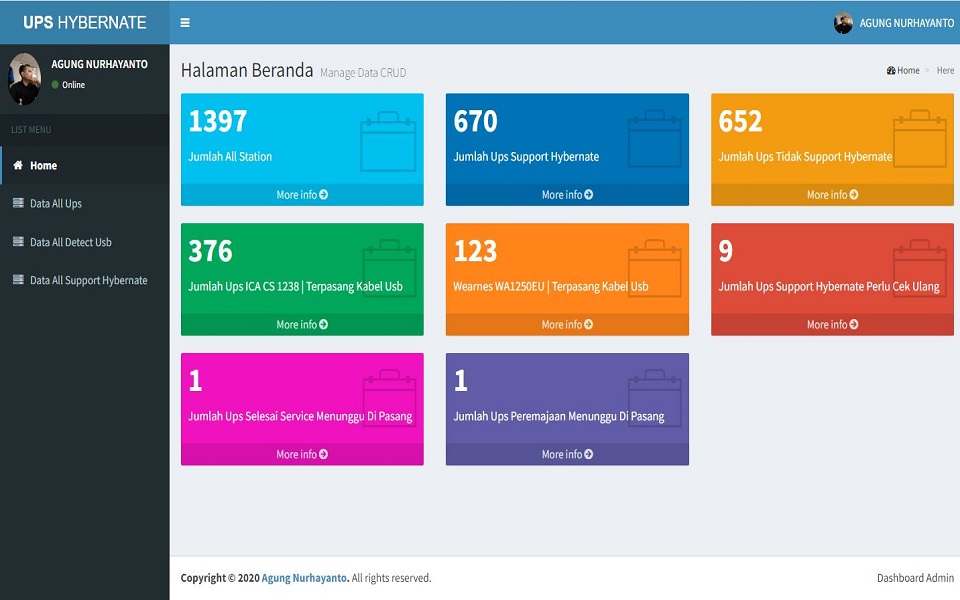 UPS HYBERNATE
AGUNG NURHAYANTO
AGUNG NURHAYANTO
Online
LIST MENU
Home
Data All Ups
Data All Detect Usb
Data All Support Hybernate
Halaman Beranda Manage Data CRUD
Home > Here
1397
Jumlah All Station
More info
670
Jumlah Ups Support Hybernate
More info
652
Jumlah Ups Tidak Support Hybernate
More info
376
Jumlah Ups ICA CS 1238 | Terpasang Kabel Usb
More info
123
Wearnes WA1250EU | Terpasang Kabel Usb
More info
9
Jumlah Ups Support Hybernate Perlu Cek Ulang
More info
1
Jumlah Ups Selesai Service Menunggu Di Pasang
More info
1
Jumlah Ups Peremajaan Menunggu Di Pasang
More info
Copyright © 2020 Agung Nurhayanto. All rights reserved.
Dashboard Admin